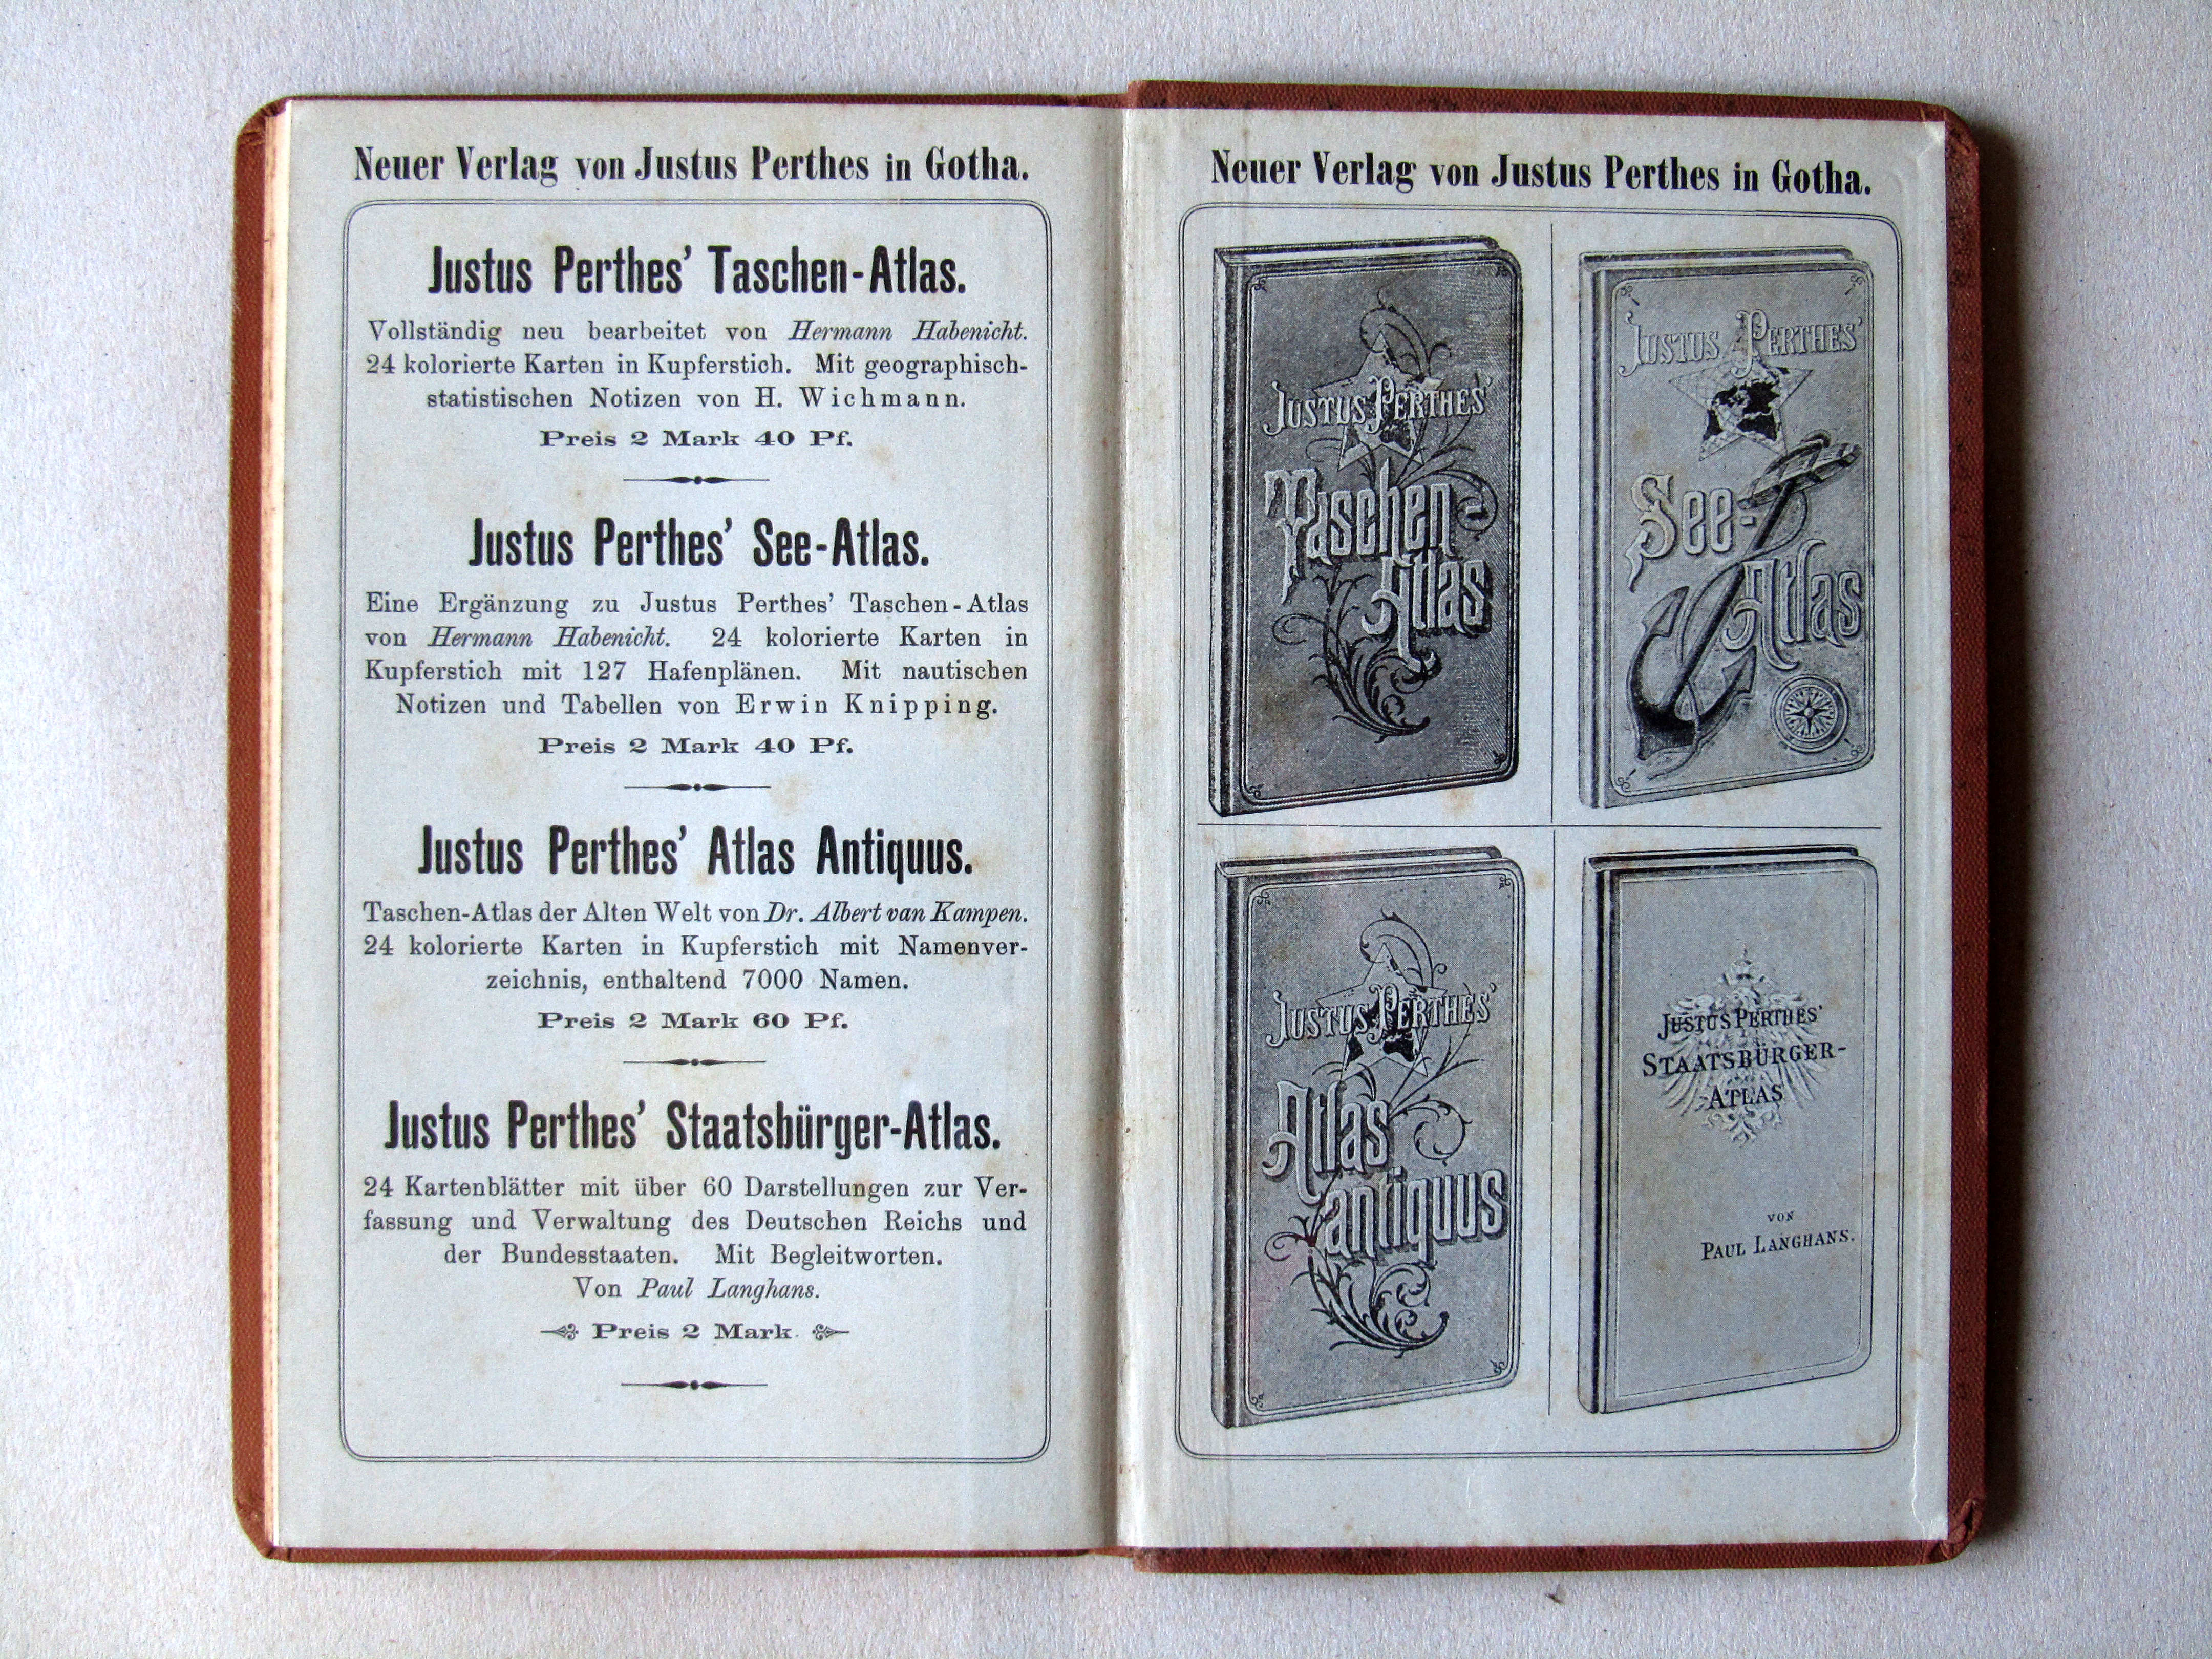 Neuer Verlag von Justus Perthes in Gotha.
Justus Perthes' Taschen-Atlas.
Vollständig neu bearbeitet von Hermann Habenicht.
24 kolorierte Karten in Kupferstich. Mit geographisch-
statistischen Notizen von H. Wichmann.
Preis 2 Mark 40 Pf.
Justus Perthes' See-Atlas.
Eine Ergänzung zu Justus Perthes' Taschen-Atlas
von Hermann Habenicht. 24 kolorierte Karten in
Kupferstich mit 127 Hafenplänen. Mit nautischen
Notizen und Tabellen von Erwin Knipping.
Preis 2 Mark 40 Pf.
Justus Perthes' Atlas Antiquus.
Taschen-Atlas der Alten Welt von Dr. Albert van Kampen.
24 kolorierte Karten in Kupferstich mit Namenver-
zeichnis, enthaltend 7000 Namen.
Preis 2 Mark 60 Pf.
Justus Perthes' Staatsbürger-Atlas.
24 Kartenblätter mit über 60 Darstellungen zur Ver-
fassung und Verwaltung des Deutschen Reichs und
der Bundesstaaten. Mit Begleitworten.
Von Paul Langhans.
Preis 2 Mark.
Neuer Verlag von Justus Perthes in Gotha.
JUSTUS PERTHES'
Taschen-
Atlas
JUSTUS PERTHES'
See-
Atlas
JUSTUS PERTHES'
Atlas
antiquus
JUSTUS PERTHES'
STAATSBÜRGER-
ATLAS
VON
PAUL LANGHANS.